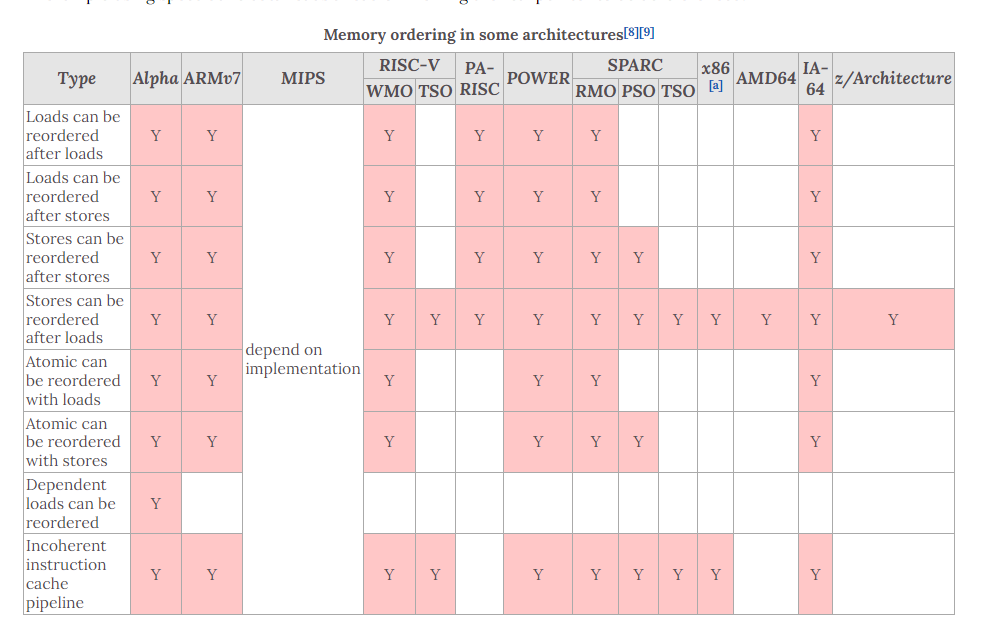 Memory ordering in some architectures[8][9]
Type Alpha ARMv7 MIPS RISC-V PA-RISC POWER SPARC x86[a] AMD64 IA-64 z/Architecture
WMO TSO RMO PSO TSO
Loads can be
reordered
after loads
Y Y Y Y Y Y Y
Loads can be
reordered
after stores
Y Y Y Y Y Y Y
Stores can be
reordered
after stores
Y Y Y Y Y Y Y Y
Stores can be
reordered
after loads
Y Y Y Y Y Y Y Y Y Y Y Y Y
depend on
implementation
Atomic can
be reordered
with loads
Y Y Y Y Y Y
Atomic can
be reordered
with stores
Y Y Y Y Y Y Y
Dependent
loads can be
reordered
Y
Incoherent
instruction
cache
pipeline
Y Y Y Y Y Y Y Y Y Y